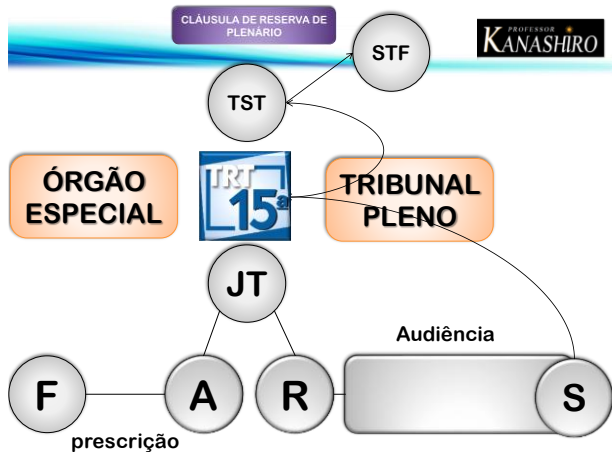 CLÁUSULA DE RESERVA DE
PLENÁRIO
PROFESSOR
KANASHIRO
STF
TST
ÓRGÃO
ESPECIAL
TRT
15ª
TRIBUNAL
PLENO
JT
Audiência
F
A
R
S
prescrição